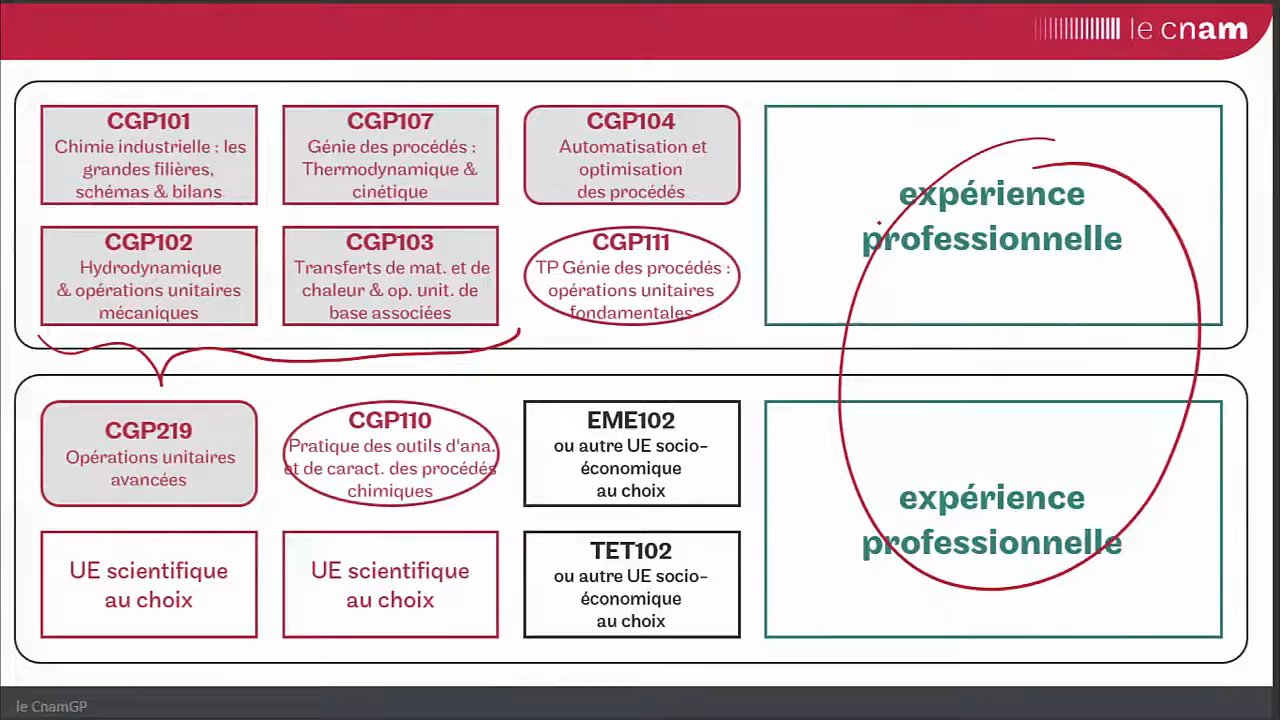 le cnam
CGP101
Chimie industrielle : les
grandes filières,
schémas & bilans
CGP107
Génie des procédés :
Thermodynamique &
cinétique
CGP104
Automatisation et
optimisation
des procédés
expérience
professionnelle
CGP102
Hydrodynamique
& opérations unitaires
mécaniques
CGP103
Transferts de mat. et de
chaleur & op. unit. de
base associées
CGP111
TP Génie des procédés :
opérations unitaires
fondamentales
CGP219
Opérations unitaires
avancées
CGP110
Pratique des outils d'ana.
et de caract. des procédés
chimiques
EME102
ou autre UE socio-
économique
au choix
expérience
professionnelle
UE scientifique
au choix
UE scientifique
au choix
TET102
ou autre UE socio-
économique
au choix
le CnamGP